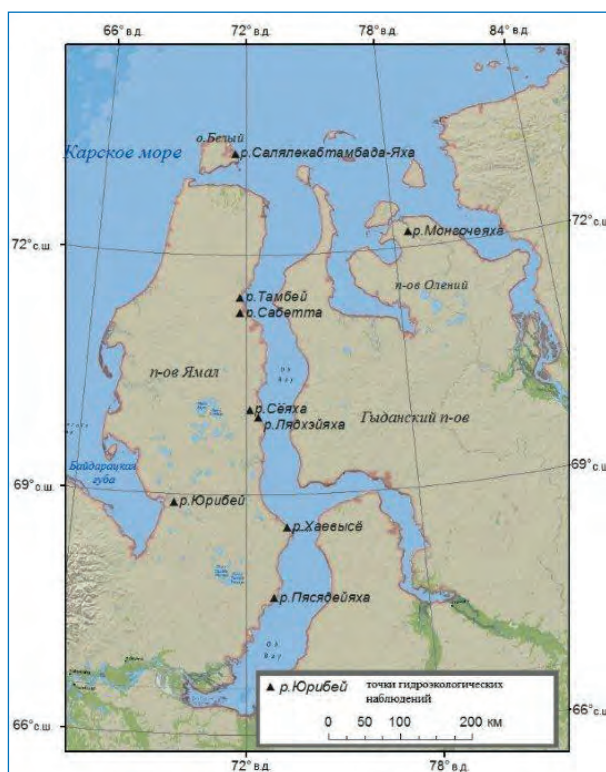 66° в.д.
72° в.д.
78° в.д.
84° в.д.
о.Белый
Карское море
р.Салялекабтамбада-Яха
72° с.ш.
72° с.ш.
р.Монгочеяха
п-ов Олений
р.Тамбей
р.Сабетта
п-ов Ямал
р.Сёяха
р.Лядхэйяха
Гыданский п-ов
Байдарацкая
губа
69°
с.ш.
69°
с.ш.
р.Юрибей
р.Хаевысё
р.Пясядейяха
р.Юрибей
точки гидроэкологических
наблюдений
0 50 100 200 км
66°
с.ш.
66°
с.ш.
72°
в.д.
78°
в.д.